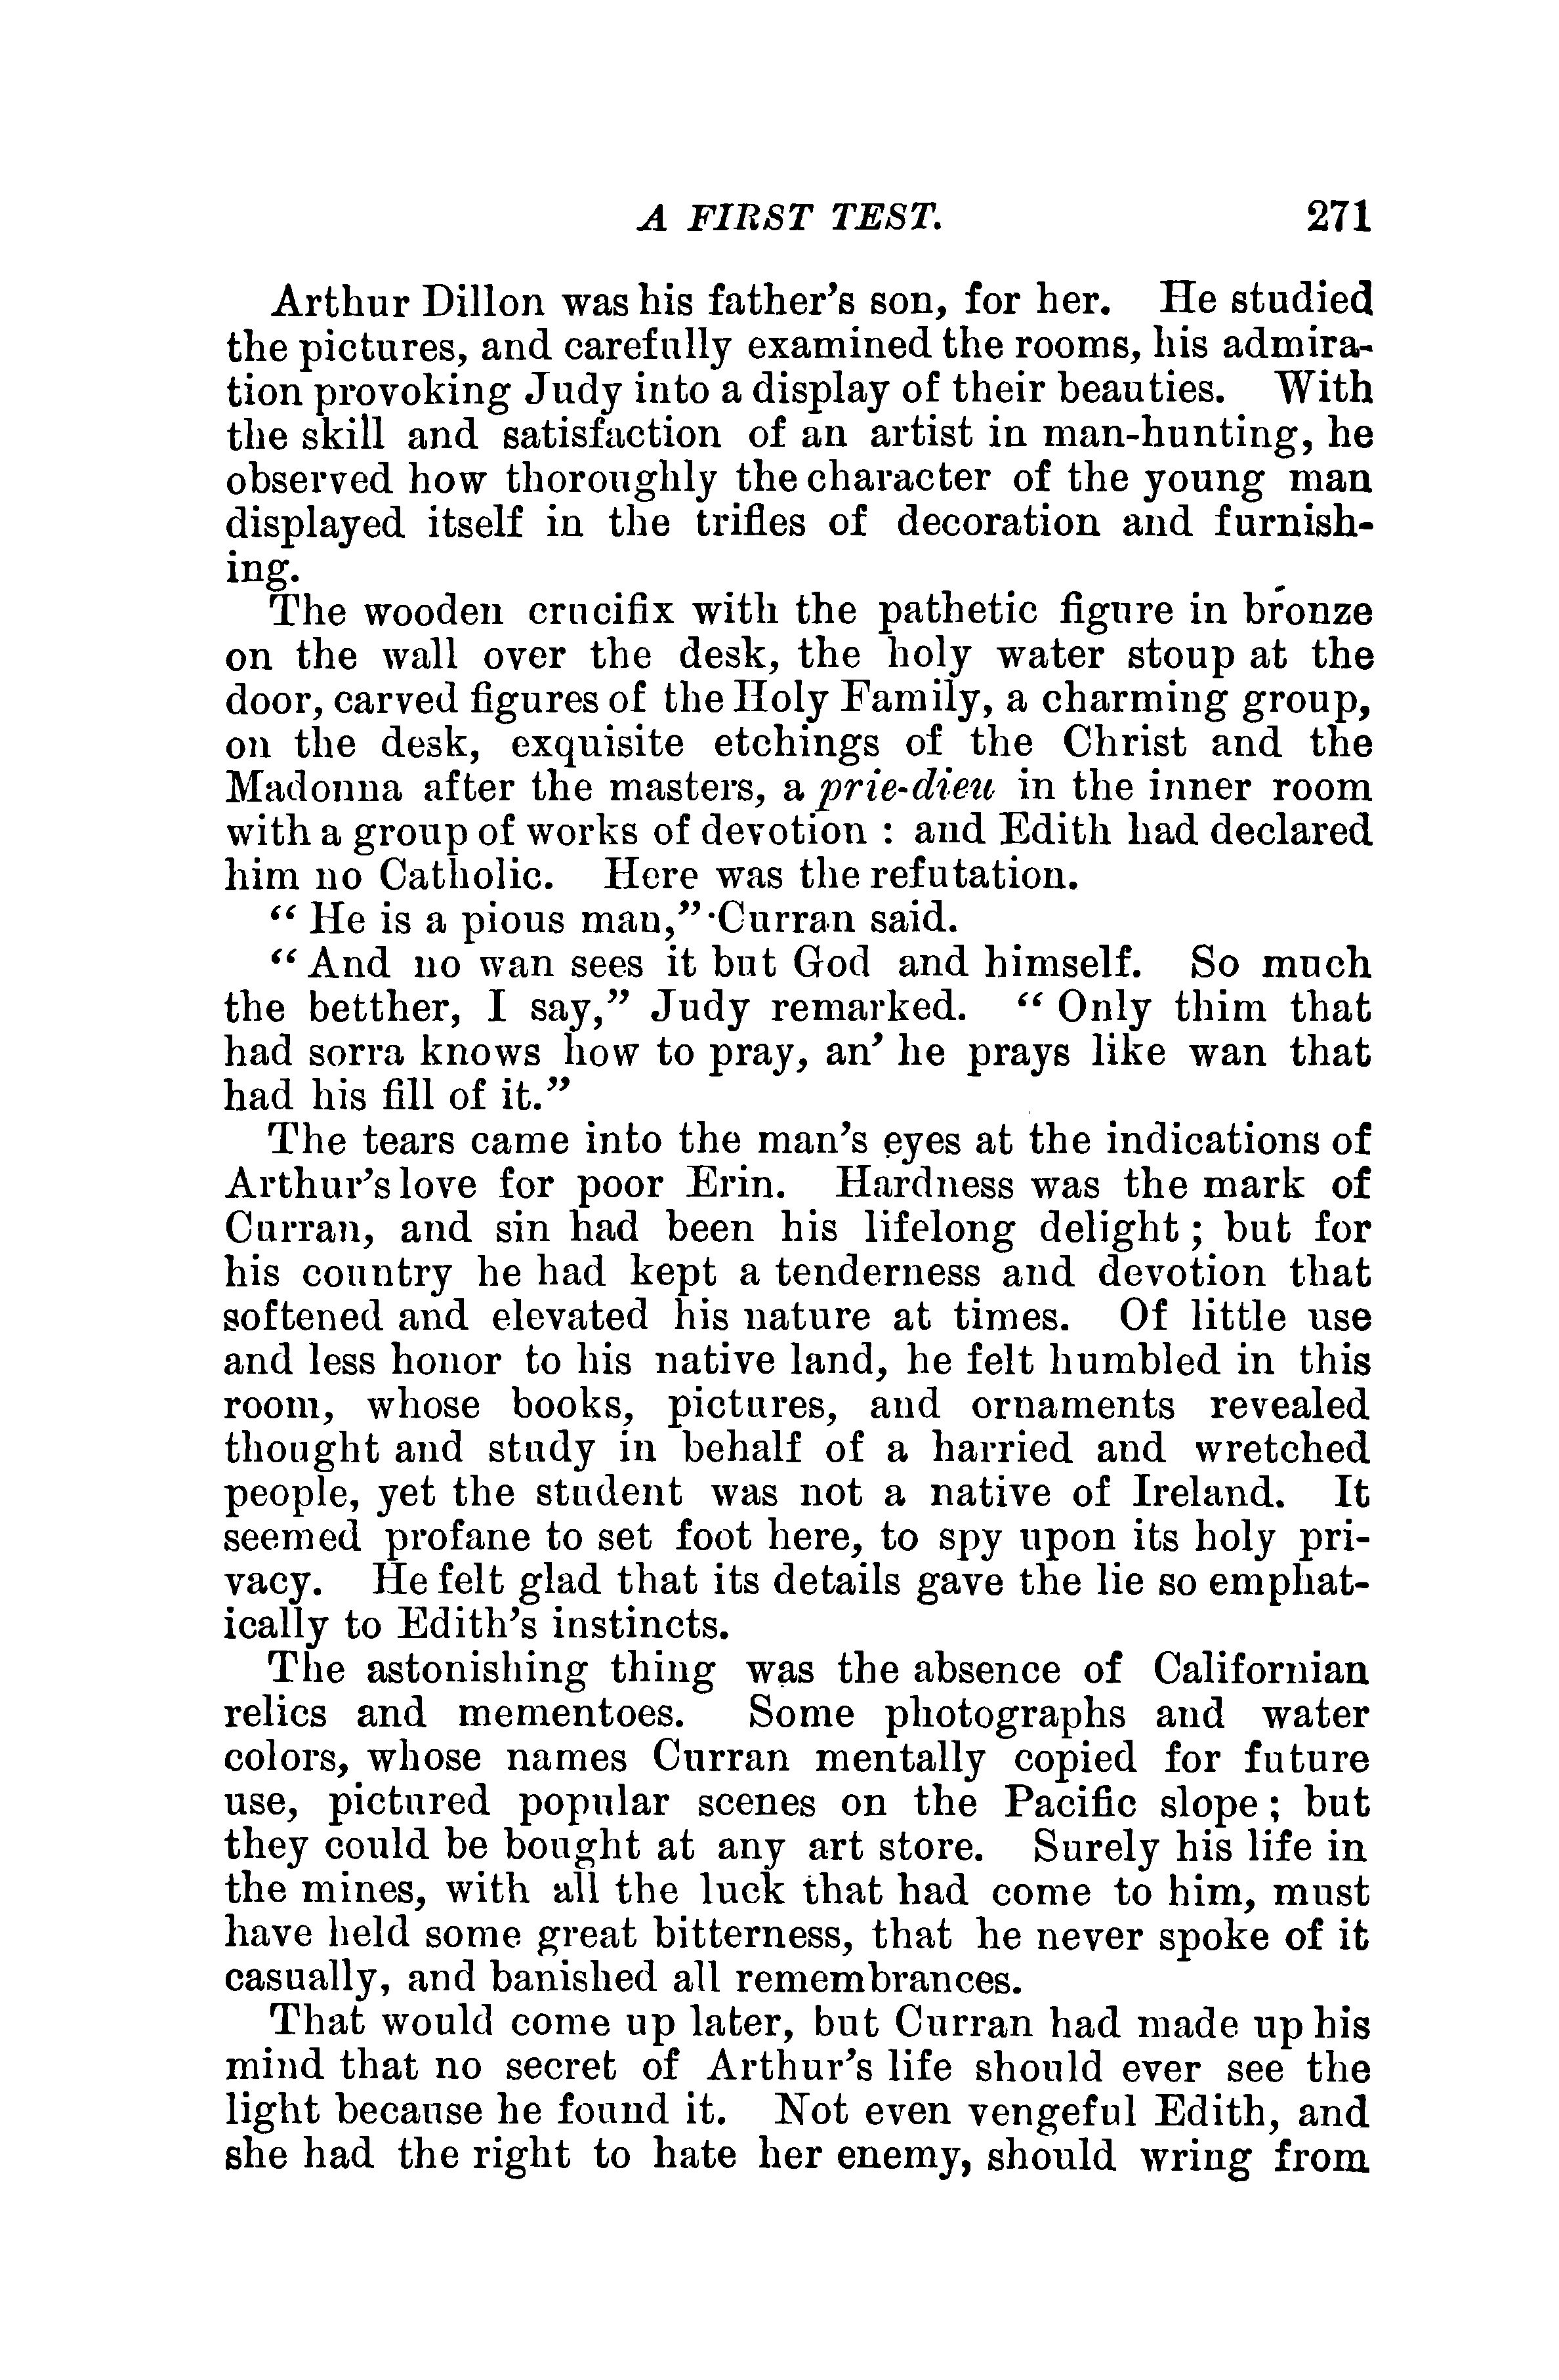 A FIRST TEST. 271
Arthur Dillon was his father's son, for her. He studied
the pictures, and carefully examined the rooms, his admira-
tion provoking Judy into a display of their beauties. With
the skill and satisfaction of an artist in man-hunting, he
observed how thoroughly the character of the young man
displayed itself in the trifles of decoration and furnish-
ing.
The wooden crucifix with the pathetic figure in bronze
on the wall over the desk, the holy water stoup at the
door, carved figures of the Holy Family, a charming group,
on the desk, exquisite etchings of the Christ and the
Madonna after the masters, a prie-dieu in the inner room
with a group of works of devotion : and Edith had declared
him no Catholic. Here was the refutation.
“ He is a pious man,” Curran said.
“ And no wan sees it but God and himself. So much
the betther, I say,” Judy remarked. “ Only thim that
had sorra knows how to pray, an’ he prays like wan that
had his fill of it.”
The tears came into the man’s eyes at the indications of
Arthur’s love for poor Erin. Hardness was the mark of
Curran, and sin had been his lifelong delight ; but for
his country he had kept a tenderness and devotion that
softened and elevated his nature at times. Of little use
and less honor to his native land, he felt humbled in this
room, whose books, pictures, and ornaments revealed
thought and study in behalf of a harried and wretched
people, yet the student was not a native of Ireland. It
seemed profane to set foot here, to spy upon its holy pri-
vacy. He felt glad that its details gave the lie so emphat-
ically to Edith’s instincts.
The astonishing thing was the absence of Californian
relics and mementoes. Some photographs and water
colors, whose names Curran mentally copied for future
use, pictured popular scenes on the Pacific slope ; but
they could be bought at any art store. Surely his life in
the mines, with all the luck that had come to him, must
have held some great bitterness, that he never spoke of it
casually, and banished all remembrances.
That would come up later, but Curran had made up his
mind that no secret of Arthur’s life should ever see the
light because he found it. Not even vengeful Edith, and
she had the right to hate her enemy, should wring from